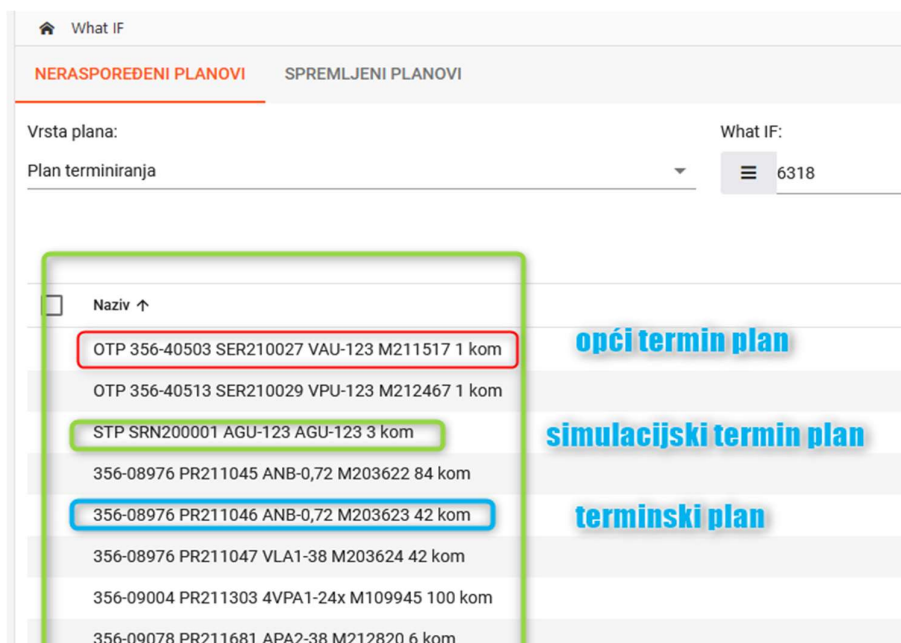 What IF
NERASPOREĐENI PLANOVI SPREMLJENI PLANOVI
Vrsta plana: What IF:
Plan terminiranja 6318
Naziv ↑
OTP 356-40503 SER210027 VAU-123 M211517 1 kom opći termin plan
OTP 356-40513 SER210029 VPU-123 M212467 1 kom
STP SRN200001 AGU-123 AGU-123 3 kom simulacijski termin plan
356-08976 PR211045 ANB-0,72 M203622 84 kom
356-08976 PR211046 ANB-0,72 M203623 42 kom terminski plan
356-08976 PR211047 VLA1-38 M203624 42 kom
356-09004 PR211303 4VPA1-24x M109945 100 kom
356-09078 PR211681 APA2-38 M212820 6 kom